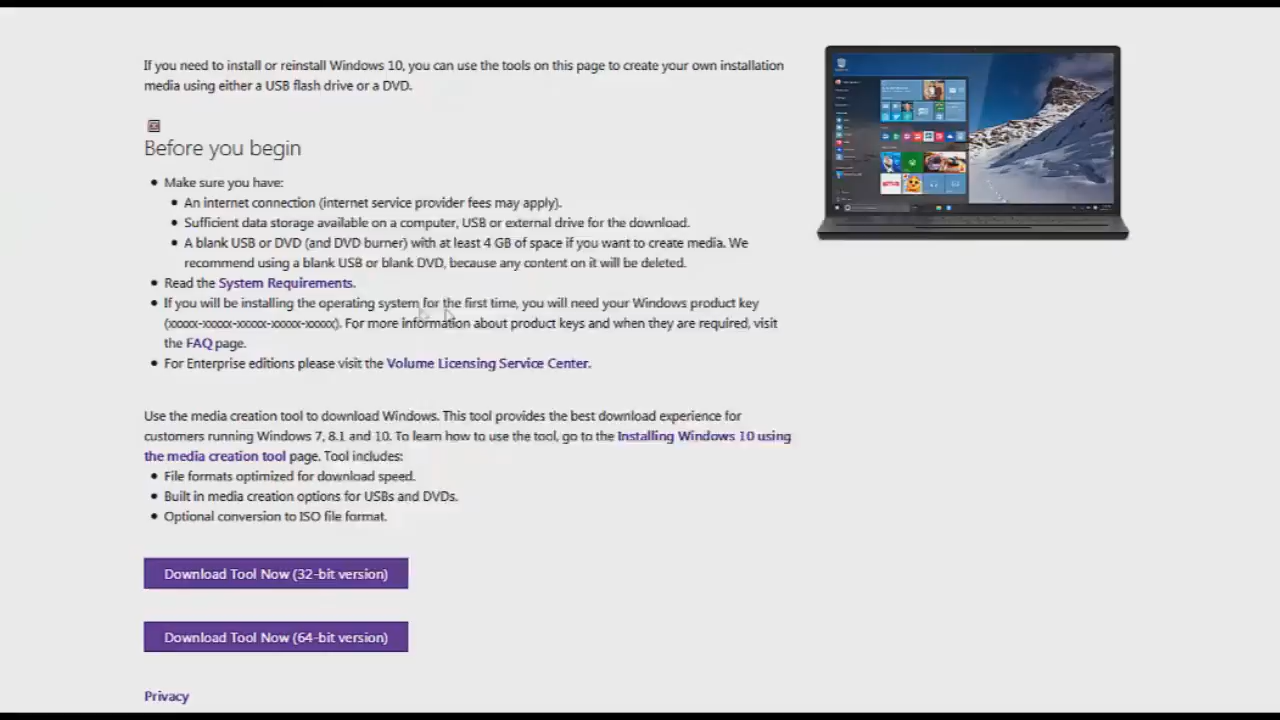 If you need to install or reinstall Windows 10, you can use the tools on this page to create your own installation
media using either a USB flash drive or a DVD.
Before you begin
Make sure you have:
An internet connection (internet service provider fees may apply).
Sufficient data storage available on a computer, USB or external drive for the download.
A blank USB or DVD (and DVD burner) with at least 4 GB of space if you want to create media. We
recommend using a blank USB or blank DVD, because any content on it will be deleted.
Read the System Requirements.
If you will be installing the operating system for the first time, you will need your Windows product key
(xxxxx-xxxxx-xxxxx-xxxxx-xxxxx). For more information about product keys and when they are required, visit
the FAQ page.
For Enterprise editions please visit the Volume Licensing Service Center.
Use the media creation tool to download Windows. This tool provides the best download experience for
customers running Windows 7, 8.1 and 10. To learn how to use the tool, go to the Installing Windows 10 using
the media creation tool page. Tool includes:
File formats optimized for download speed.
Built in media creation options for USBs and DVDs.
Optional conversion to ISO file format.
Download Tool Now (32-bit version)
Download Tool Now (64-bit version)
Privacy